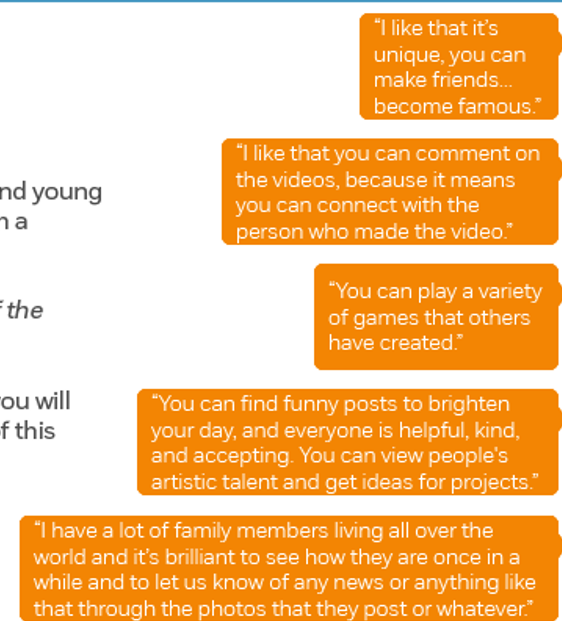 “I like that it’s
unique, you can
make friends...
become famous.”
“I like that you can comment on
the videos, because it means
you can connect with the
person who made the video.”
nd young
n a
“You can play a variety
of games that others
have created.”
f the
ou will
f this
“You can find funny posts to brighten
your day, and everyone is helpful, kind,
and accepting. You can view people's
artistic talent and get ideas for projects.”
“I have a lot of family members living all over the
world and it’s brilliant to see how they are once in a
while and to let us know of any news or anything like
that through the photos that they post or whatever.”